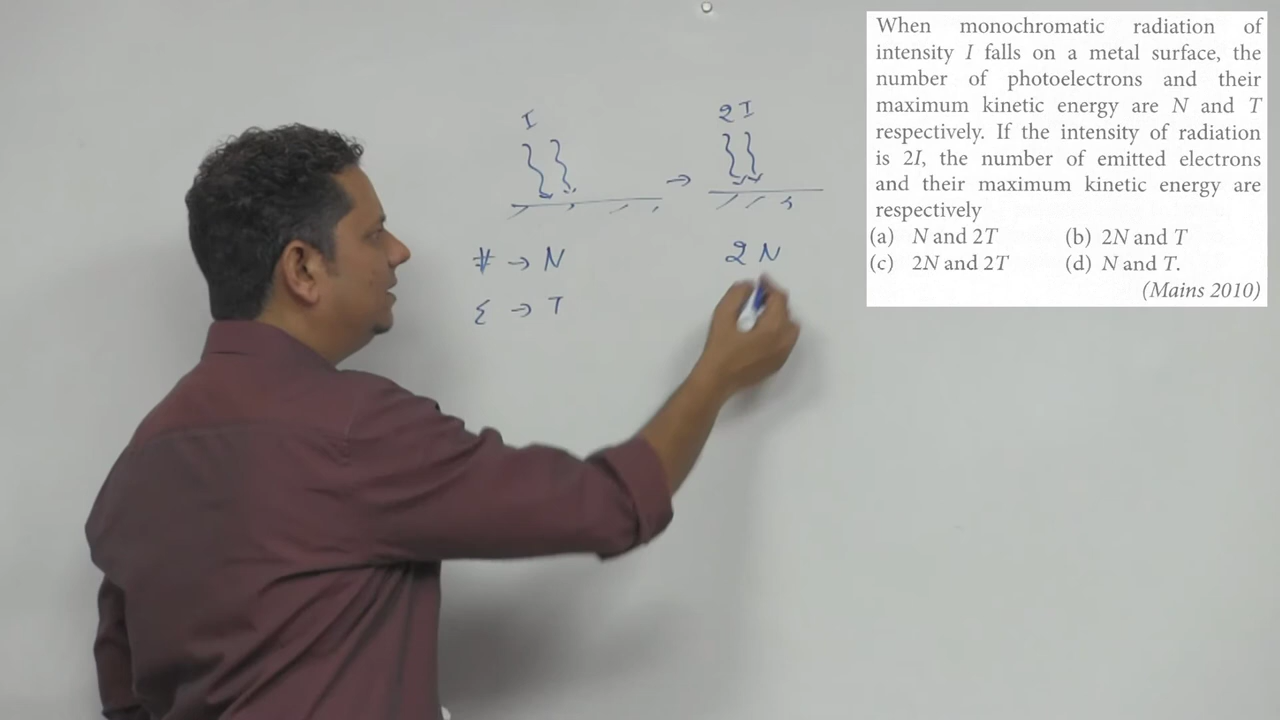 When monochromatic radiation of
intensity I falls on a metal surface, the
number of photoelectrons and their
maximum kinetic energy are N and T
respectively. If the intensity of radiation
is 2I, the number of emitted electrons
and their maximum kinetic energy are
respectively
(a) N and 2T (b) 2N and T
(c) 2N and 2T (d) N and T.
(Mains 2010)
I → 2I
# → N 2N
ξ → T